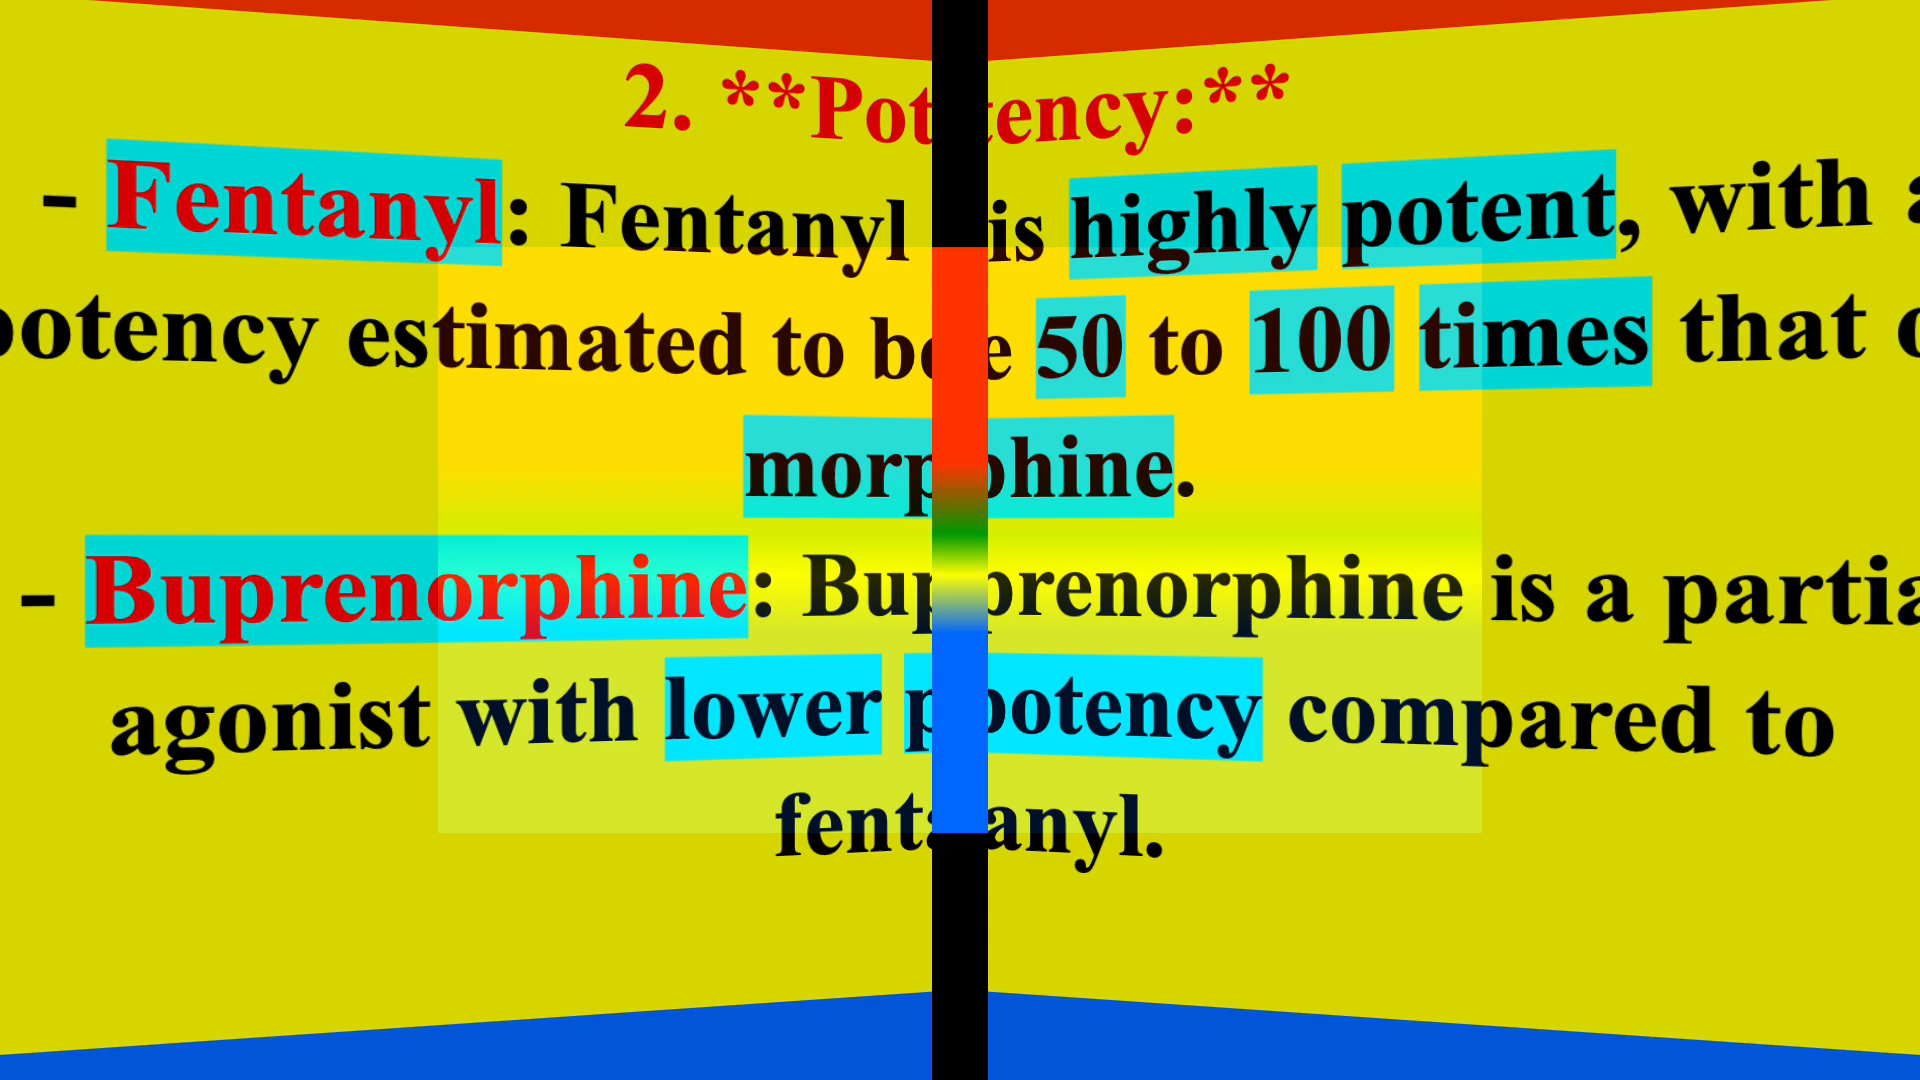 2. **Potency:**
- Fentanyl: Fentanyl is highly potent, with a
potency estimated to be 50 to 100 times that
morphine.
- Buprenorphine: Buprenorphine is a partia
agonist with lower potency compared to
fentanyl.